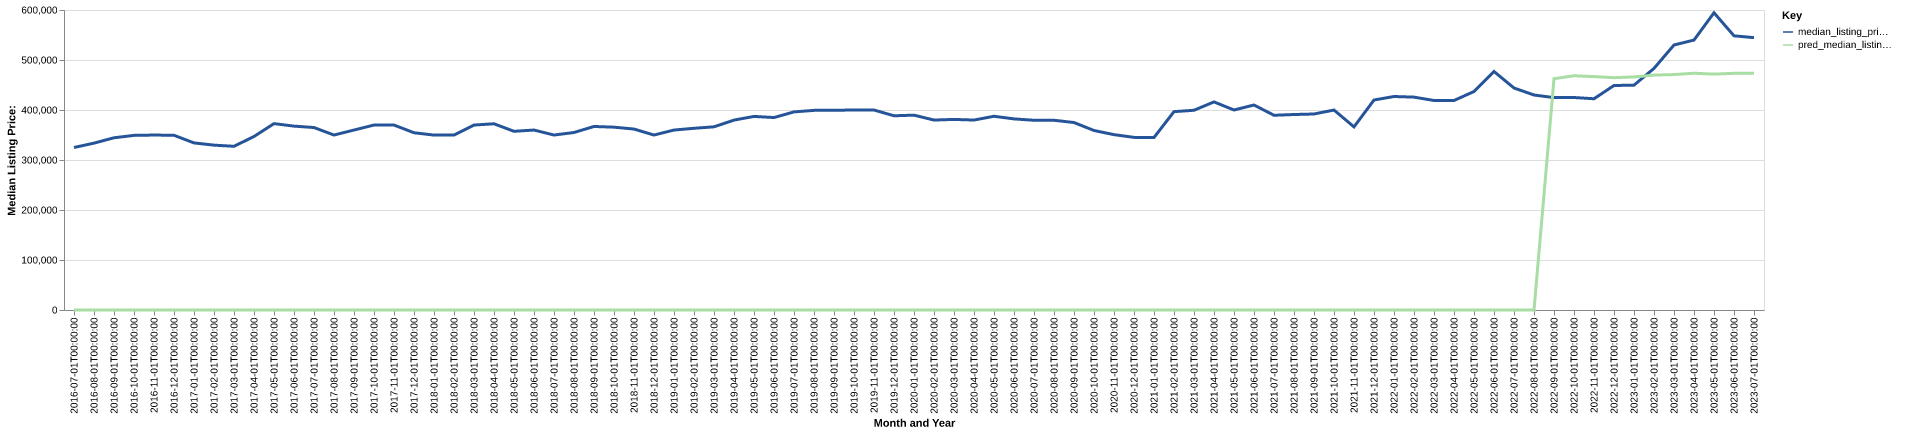 600,000
500,000
400,000
300,000
200,000
100,000
0
Median Listing Price:
2016-07-01T00:00:00
2016-08-01T00:00:00
2016-09-01T00:00:00
2016-10-01T00:00:00
2016-11-01T00:00:00
2016-12-01T00:00:00
2017-01-01T00:00:00
2017-02-01T00:00:00
2017-03-01T00:00:00
2017-04-01T00:00:00
2017-05-01T00:00:00
2017-06-01T00:00:00
2017-07-01T00:00:00
2017-08-01T00:00:00
2017-09-01T00:00:00
2017-10-01T00:00:00
2017-11-01T00:00:00
2017-12-01T00:00:00
2018-01-01T00:00:00
2018-02-01T00:00:00
2018-03-01T00:00:00
2018-04-01T00:00:00
2018-05-01T00:00:00
2018-06-01T00:00:00
2018-07-01T00:00:00
2018-08-01T00:00:00
2018-09-01T00:00:00
2018-10-01T00:00:00
2018-11-01T00:00:00
2018-12-01T00:00:00
2019-01-01T00:00:00
2019-02-01T00:00:00
2019-03-01T00:00:00
2019-04-01T00:00:00
2019-05-01T00:00:00
2019-06-01T00:00:00
2019-07-01T00:00:00
2019-08-01T00:00:00
2019-09-01T00:00:00
2019-10-01T00:00:00
2019-11-01T00:00:00
2019-12-01T00:00:00
2020-01-01T00:00:00
2020-02-01T00:00:00
2020-03-01T00:00:00
2020-04-01T00:00:00
2020-05-01T00:00:00
2020-06-01T00:00:00
2020-07-01T00:00:00
2020-08-01T00:00:00
2020-09-01T00:00:00
2020-10-01T00:00:00
2020-11-01T00:00:00
2020-12-01T00:00:00
2021-01-01T00:00:00
2021-02-01T00:00:00
2021-03-01T00:00:00
2021-04-01T00:00:00
2021-05-01T00:00:00
2021-06-01T00:00:00
2021-07-01T00:00:00
2021-08-01T00:00:00
2021-09-01T00:00:00
2021-10-01T00:00:00
2021-11-01T00:00:00
2021-12-01T00:00:00
2022-01-01T00:00:00
2022-02-01T00:00:00
2022-03-01T00:00:00
2022-04-01T00:00:00
2022-05-01T00:00:00
2022-06-01T00:00:00
2022-07-01T00:00:00
2022-08-01T00:00:00
2022-09-01T00:00:00
2022-10-01T00:00:00
2022-11-01T00:00:00
2022-12-01T00:00:00
2023-01-01T00:00:00
2023-02-01T00:00:00
2023-03-01T00:00:00
2023-04-01T00:00:00
2023-05-01T00:00:00
2023-06-01T00:00:00
2023-07-01T00:00:00
Month and Year
Key
median_listing_pri…
pred_median_listin…